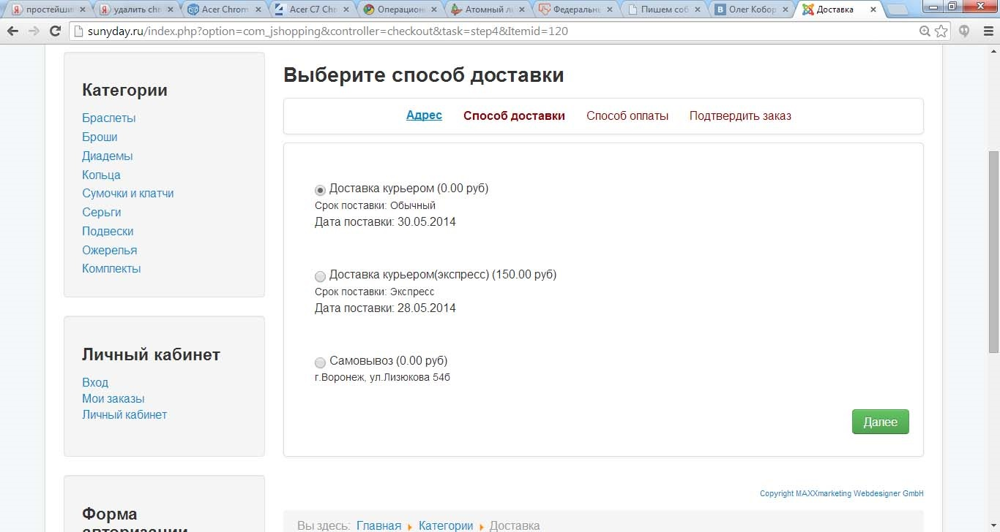 простейши
удалить chr
Acer Chrom
Acer C7 Chr
Операцион
Атомный л
Федеральн
Пишем соб
Олег Кобор
Доставка
sunyday.ru/index.php?option=com_jshopping&controller=checkout&task=step4&Itemid=120
Категории
Браслеты
Броши
Диадемы
Кольца
Сумочки и клатчи
Серьги
Подвески
Ожерелья
Комплекты
Личный кабинет
Вход
Мои заказы
Личный кабинет
Форма
авторизации
Выберите способ доставки
Адрес Способ доставки Способ оплаты Подтвердить заказ
Доставка курьером (0.00 руб)
Срок поставки: Обычный
Дата поставки: 30.05.2014
Доставка курьером(экспресс) (150.00 руб)
Срок поставки: Экспресс
Дата поставки: 28.05.2014
Самовывоз (0.00 руб)
г.Воронеж, ул.Лизюкова 54б
Далее
Copyright MAXXmarketing Webdesigner GmbH
Вы здесь: Главная Категории Доставка